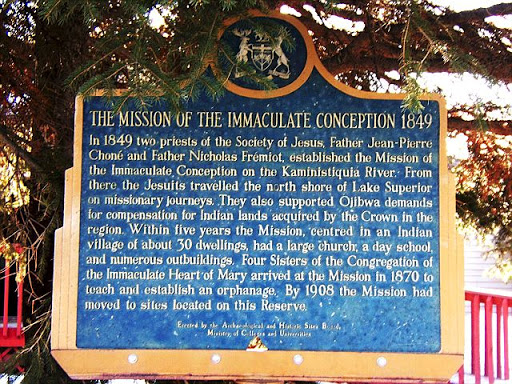 THE MISSION OF THE IMMACULATE CONCEPTION 1849
In 1849 two priests of the Society of Jesus, Father Jean-Pierre
Choné and Father Nicholas Frémiot, established the Mission of
the Immaculate Conception on the Kaministiquia River. From
there the Jesuits travelled the north shore of Lake Superior
on missionary journeys. They also supported Ojibwa demands
for compensation for Indian lands acquired by the Crown in the
region. Within five years the Mission, centred in an Indian
village of about 30 dwellings, had a large church, a day school,
and numerous outbuildings. Four Sisters of the Congregation of
the Immaculate Heart of Mary arrived at the Mission in 1870 to
teach and establish an orphanage. By 1908 the Mission had
moved to sites located on this Reserve.
Erected by the Archaeological and Historic Sites Board,
Ministry of Colleges and Universities